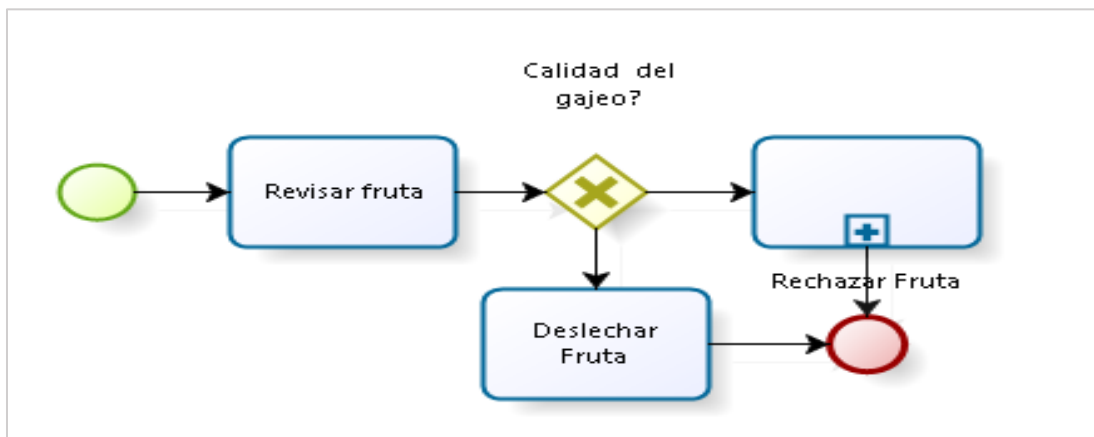 Calidad del
gajeo?
Revisar fruta
Rechazar Fruta
Deslechar
Fruta